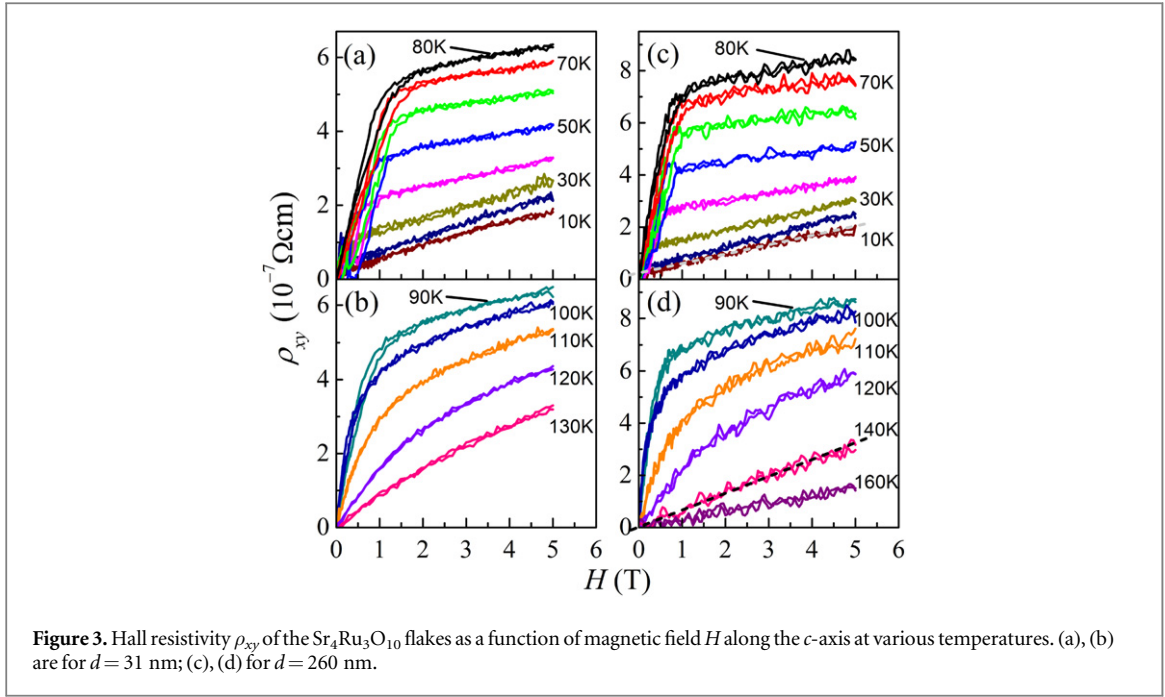 (a)
80K
70K
50K
30K
10K
6
4
2
0
(c)
80K
70K
50K
30K
10K
8
6
4
2
0
ρxy (10⁻⁷ Ωcm)
(b)
90K
100K
110K
120K
130K
6
4
2
0
0 1 2 3 4 5 6
(d)
90K
100K
110K
120K
140K
160K
8
6
4
2
0
0 1 2 3 4 5 6
H (T)
Figure 3. Hall resistivity ρxy of the Sr₄Ru₃O₁₀ flakes as a function of magnetic field H along the c-axis at various temperatures. (a), (b)
are for d = 31 nm; (c), (d) for d = 260 nm.